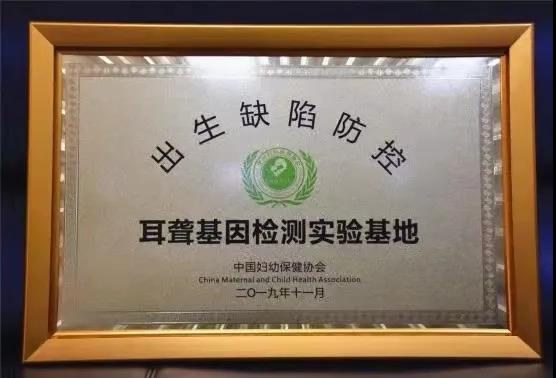 出生缺陷防控
耳聋基因检测实验基地
中国妇幼保健协会
China Maternal and Child Health Association
二〇一九年十一月